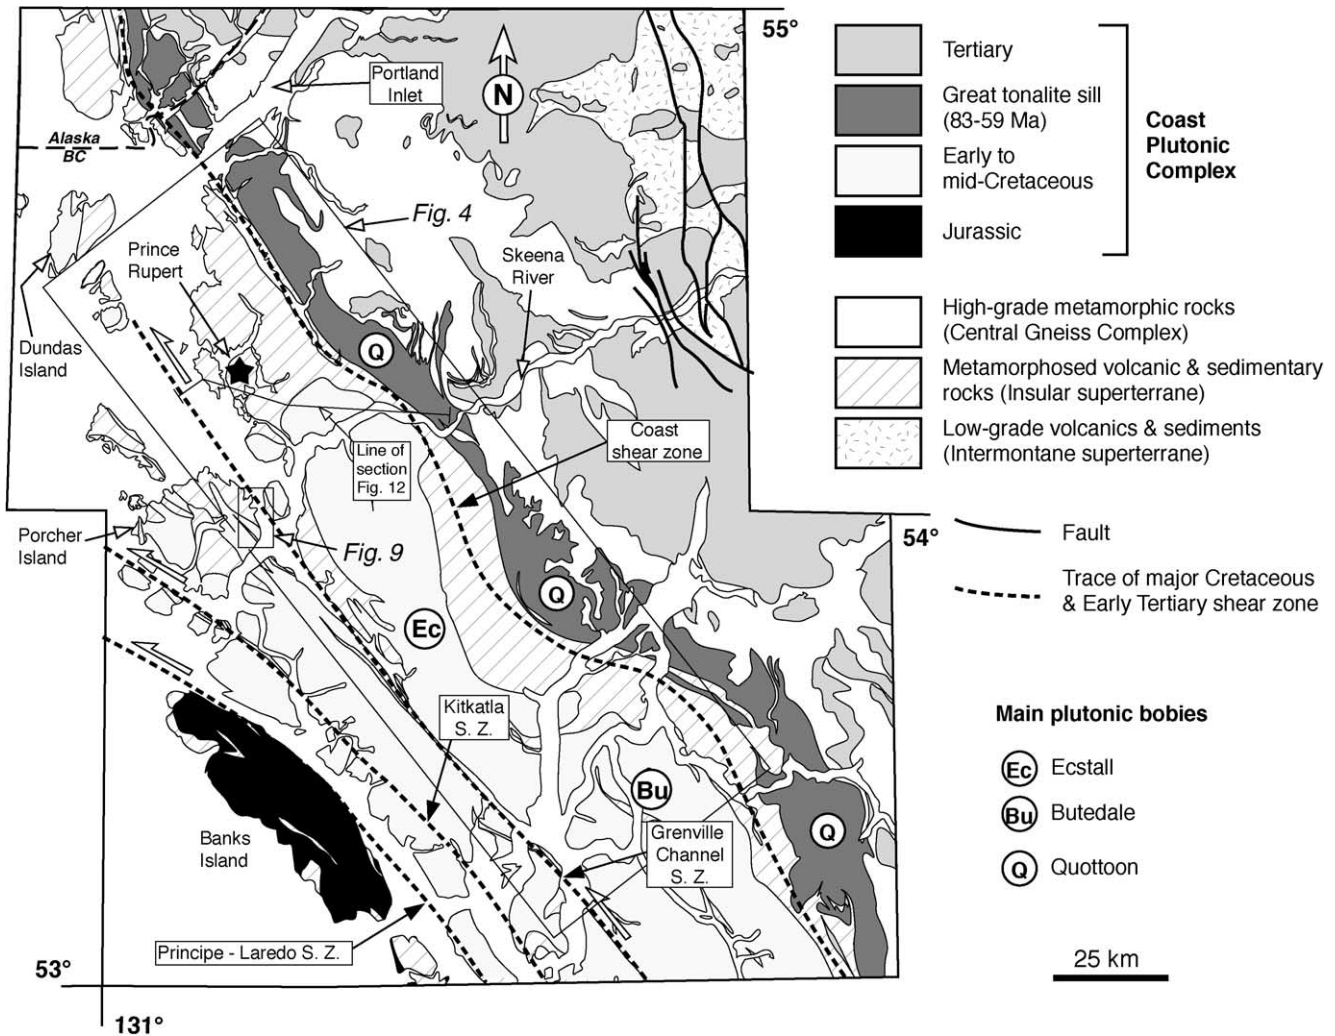 55°
Portland
Inlet
N
Alaska
BC
Fig. 4
Prince
Rupert
Skeena
River
Dundas
Island
Q
Coast
shear zone
Line of
section
Fig. 12
Porcher
Island
Fig. 9
54°
Q
Ec
Kitkatla
S. Z.
Bu
Q
Grenville
Channel
S. Z.
Banks
Island
Principe - Laredo S. Z.
53°
131°
Tertiary
Great tonalite sill
(83-59 Ma)
Early to
mid-Cretaceous
Jurassic
Coast
Plutonic
Complex
High-grade metamorphic rocks
(Central Gneiss Complex)
Metamorphosed volcanic & sedimentary
rocks (Insular superterrane)
Low-grade volcanics & sediments
(Intermontane superterrane)
Fault
Trace of major Cretaceous
& Early Tertiary shear zone
Main plutonic bobies
Ec Ecstall
Bu Butedale
Q Quottoon
25 km